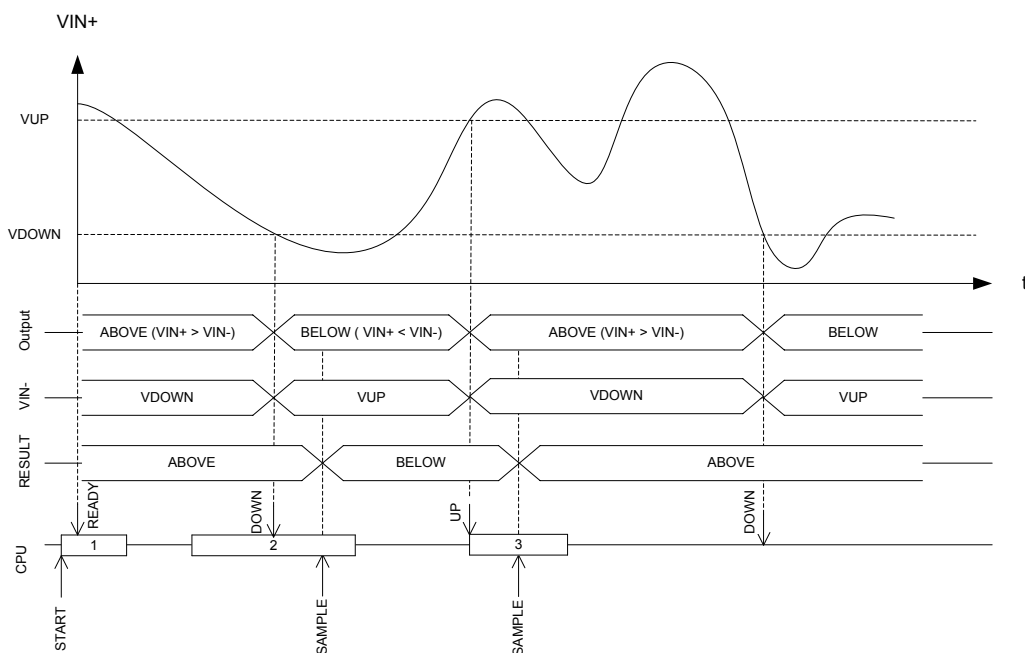 VIN+
VUP
VDOWN
t
Output
ABOVE (VIN+ > VIN-)
BELOW ( VIN+ < VIN-)
ABOVE (VIN+ > VIN-)
BELOW
VIN-
VDOWN
VUP
VDOWN
VUP
RESULT
ABOVE
BELOW
ABOVE
READY
DOWN
UP
DOWN
CPU
1
2
3
START
SAMPLE
SAMPLE